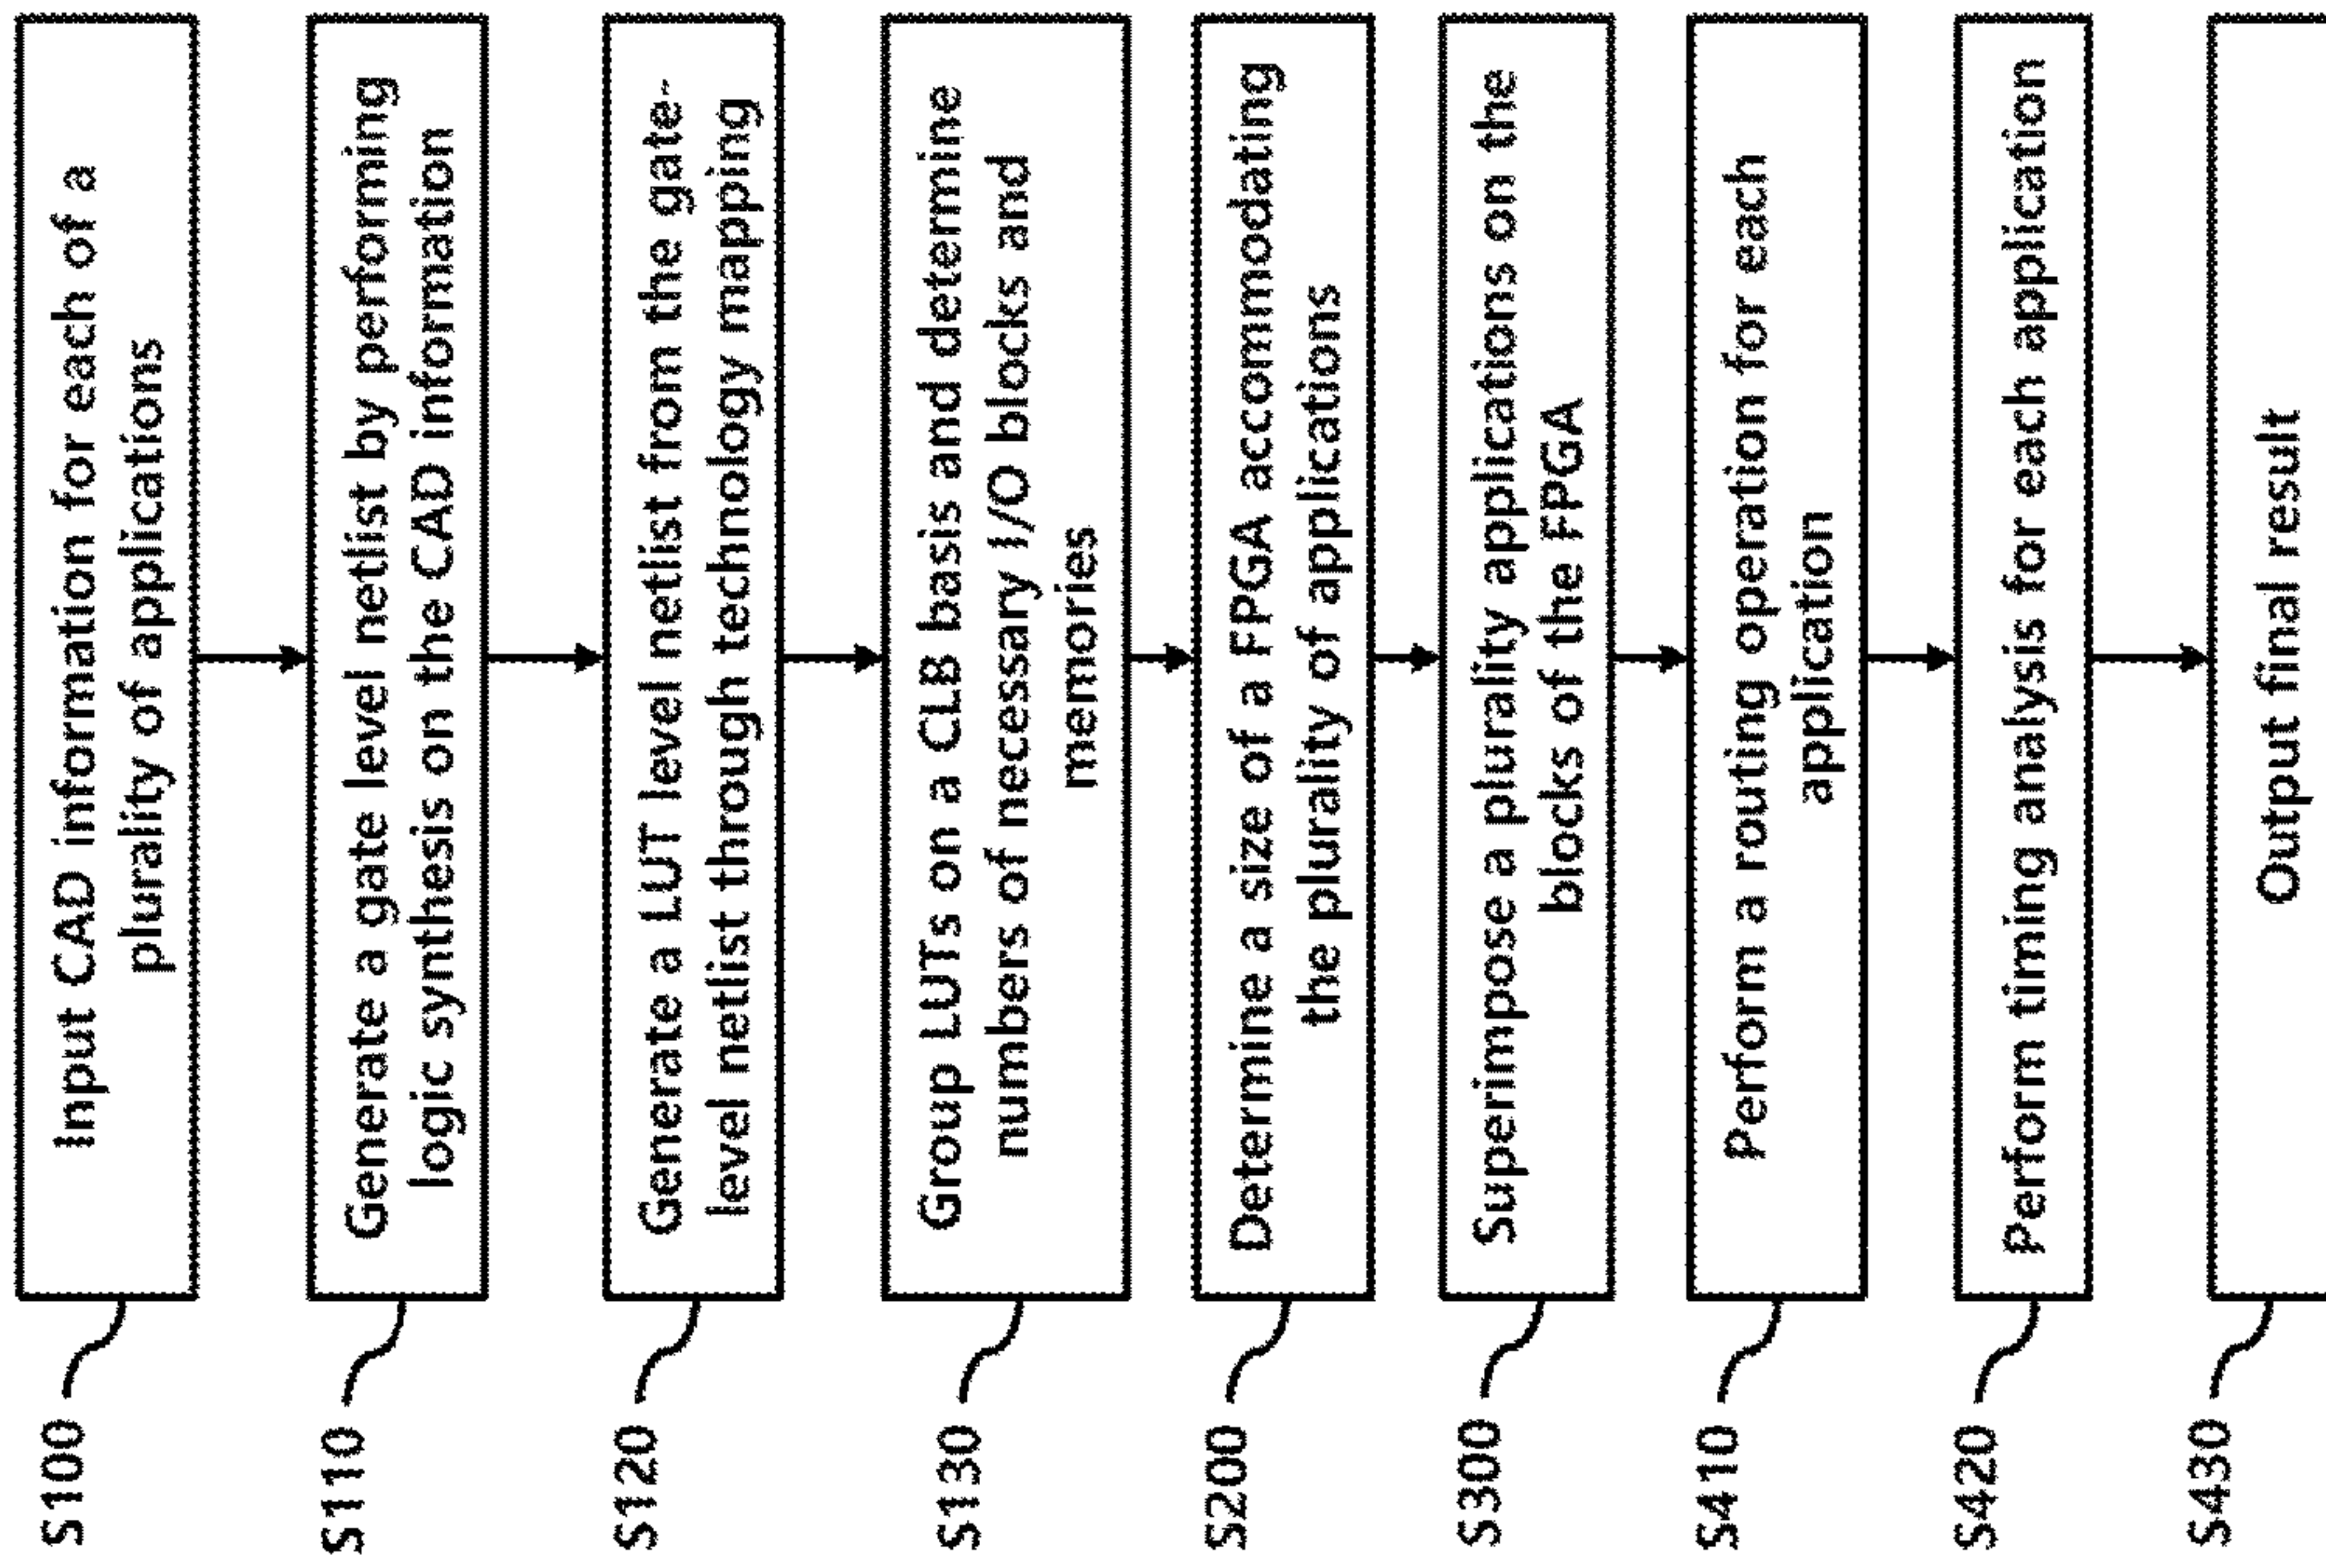 S100
Input CAD information for each of a
plurality of applications
S110
Generate a gate level netlist by performing
logic synthesis on the CAD information
S120
Generate a LUT level netlist from the gate-
level netlist through technology mapping
S130
Group LUTs on a CLB basis and determine
numbers of necessary I/O blocks and
memories
S200
Determine a size of a FPGA accommodating
the plurality of applications
S300
Superimpose a plurality applications on the
blocks of the FPGA
S410
Perform a routing operation for each
application
S420
Perform timing analysis for each application
S430
Output final result